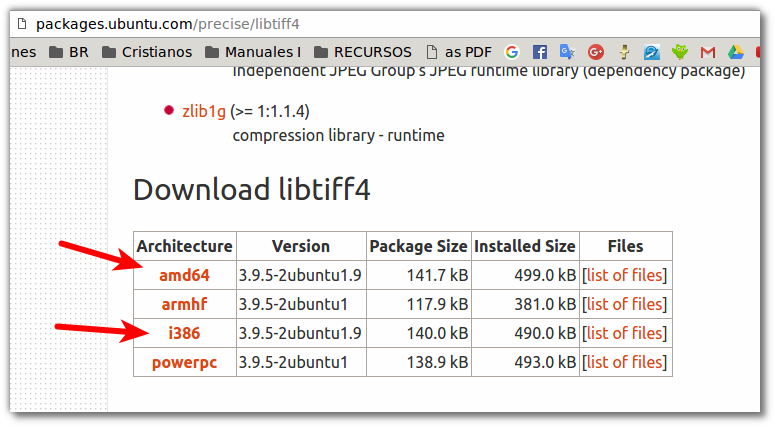 packages.ubuntu.com/precise/libtiff4
nes BR Cristianos Manuales I RECURSOS as PDF
Independent JPEG Group's JPEG runtime library (dependency package)
zlib1g (>= 1:1.1.4)
compression library - runtime
Download libtiff4
Architecture Version Package Size Installed Size Files
amd64 3.9.5-2ubuntu1.9 141.7 kB 499.0 kB [list of files]
armhf 3.9.5-2ubuntu1 117.9 kB 381.0 kB [list of files]
i386 3.9.5-2ubuntu1.9 140.0 kB 490.0 kB [list of files]
powerpc 3.9.5-2ubuntu1 138.9 kB 493.0 kB [list of files]